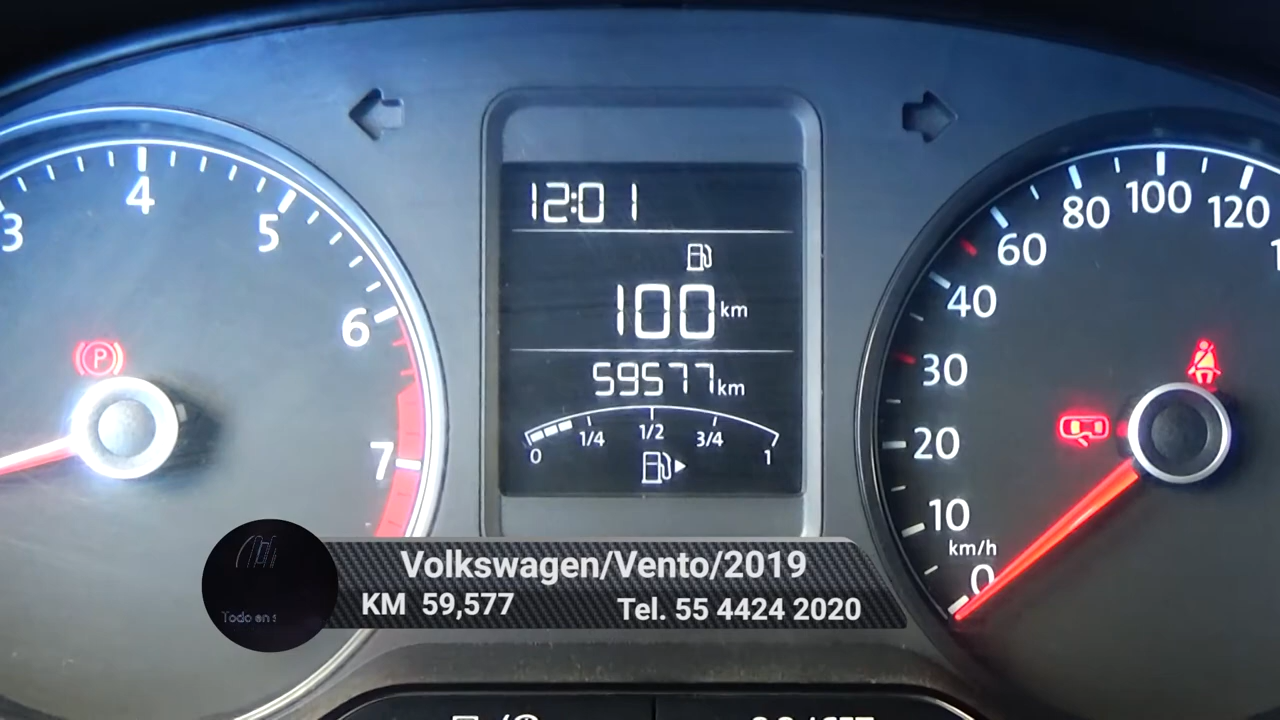 3
4
5
6
7
P
12:01
100 km
59577 km
0 1/4 1/2 3/4 1
0
10
20
30
40
60
80
100
120
km/h
Volkswagen/Vento/2019
KM 59,577
Tel. 55 4424 2020
Todo en